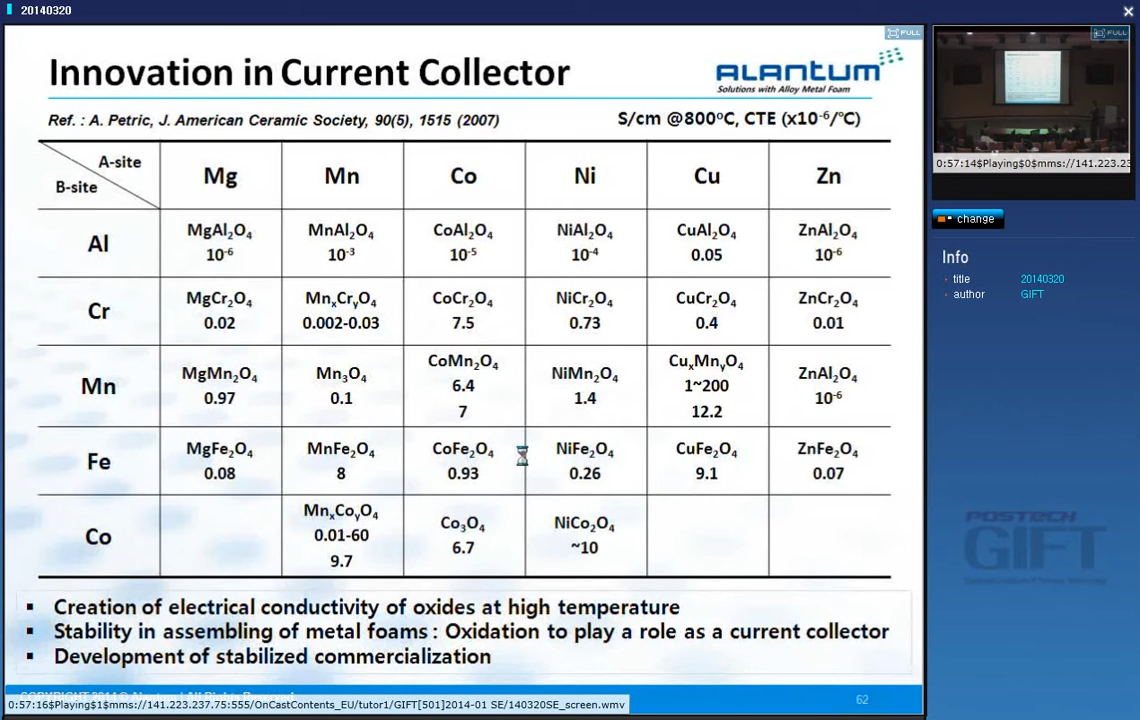 20140320
FULL
FULL
Innovation in Current Collector
ALANTUM
Solutions with Alloy Metal Foam
Ref. : A. Petric, J. American Ceramic Society, 90(5), 1515 (2007)
S/cm @800°C, CTE (x10⁻⁶/°C)
A-site
B-site
Mg Mn Co Ni Cu Zn
Al
MgAl₂O₄ MnAl₂O₄ CoAl₂O₄ NiAl₂O₄ CuAl₂O₄ ZnAl₂O₄
10⁻⁶ 10⁻³ 10⁻⁵ 10⁻⁴ 0.05 10⁻⁶
Cr
MgCr₂O₄ MnₓCrᵧO₄ CoCr₂O₄ NiCr₂O₄ CuCr₂O₄ ZnCr₂O₄
0.02 0.002-0.03 7.5 0.73 0.4 0.01
Mn
MgMn₂O₄ Mn₃O₄ CoMn₂O₄ NiMn₂O₄ CuₓMnᵧO₄ ZnAl₂O₄
0.97 0.1 6.4 1.4 1~200 10⁻⁶
7 12.2
Fe
MgFe₂O₄ MnFe₂O₄ CoFe₂O₄ NiFe₂O₄ CuFe₂O₄ ZnFe₂O₄
0.08 8 0.93 0.26 9.1 0.07
Co
MnₓCoᵧO₄ Co₃O₄ NiCo₂O₄
0.01-60 6.7 ~10
9.7
▪ Creation of electrical conductivity of oxides at high temperature
▪ Stability in assembling of metal foams : Oxidation to play a role as a current collector
▪ Development of stabilized commercialization
62
0:57:16$Playing$1$mms://141.223.237.75:555/OnCastContents_EU/tutor1/GIFT[501]2014-01 SE/140320SE_screen.wmv
0:57:14$Playing$0$mms://141.223.23
change
Info
title 20140320
author GIFT
POSTECH
GIFT